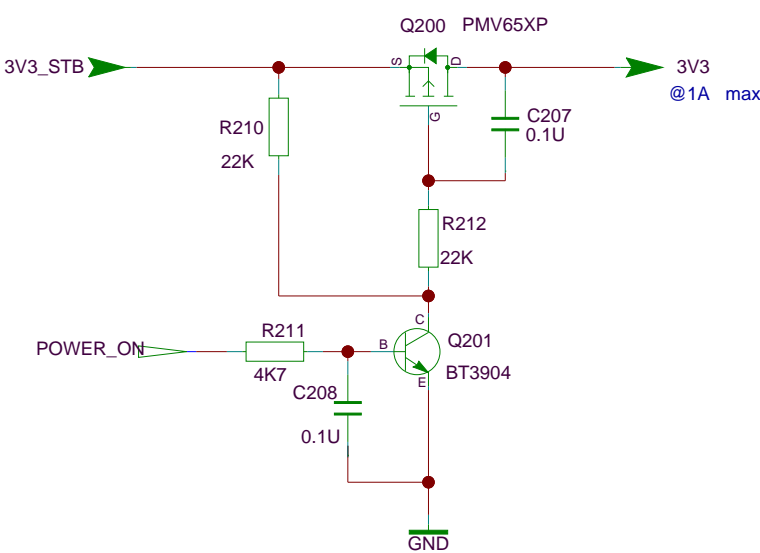 Q200 PMV65XP
3V3_STB
S
D
3V3
@1A max
G
C207
0.1U
R210
22K
R212
22K
C
R211
B
Q201
POWER_ON
4K7
BT3904
E
C208
0.1U
GND